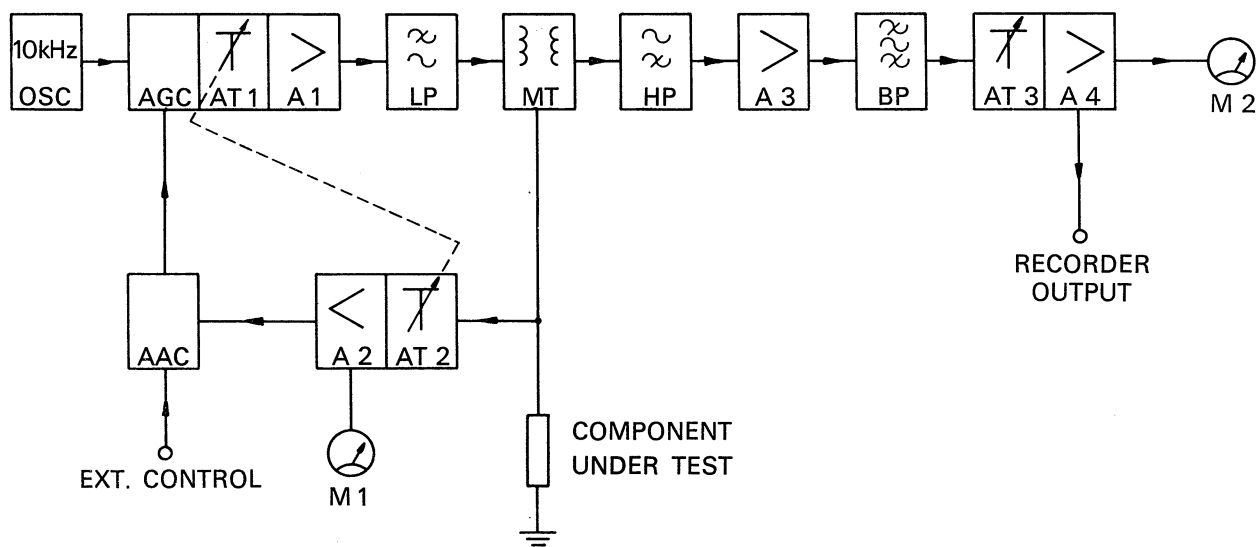 10kHz
OSC
AGC
AT 1
A 1
LP
MT
HP
A 3
BP
AT 3
A 4
M 2
RECORDER
OUTPUT
AAC
A 2
AT 2
EXT. CONTROL
M 1
COMPONENT
UNDER TEST